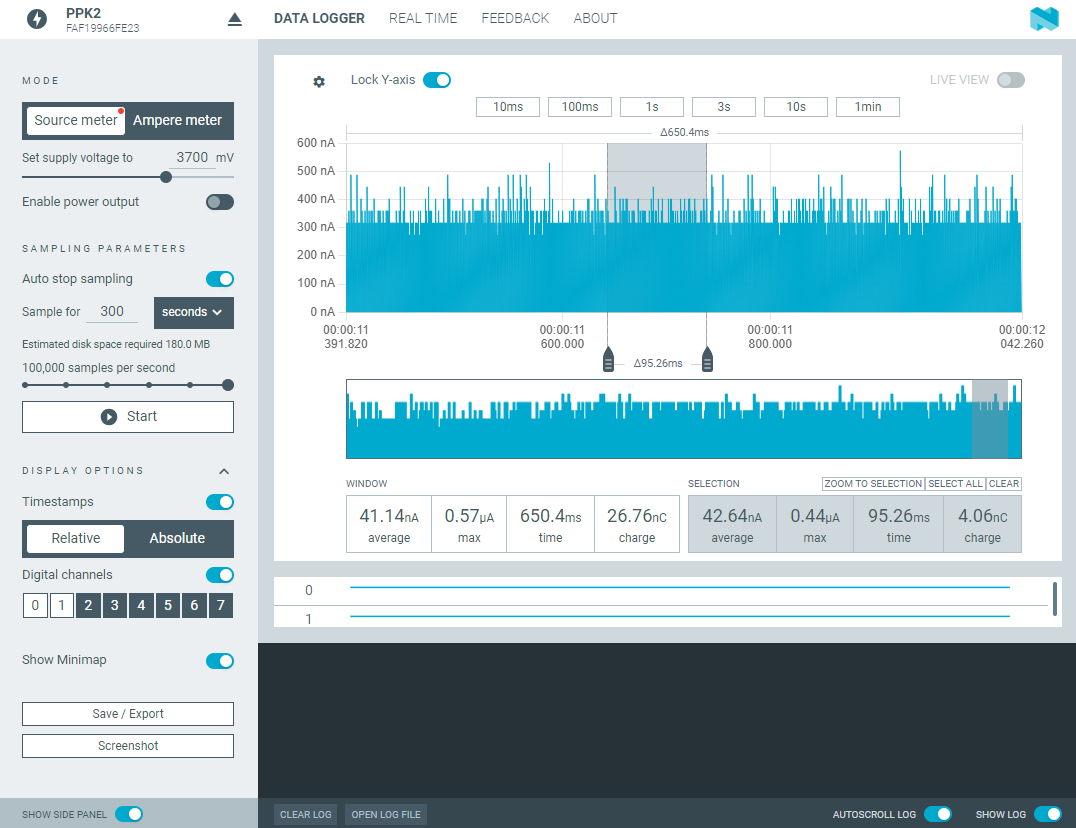 PPK2
FAF19966FE23
DATA LOGGER REAL TIME FEEDBACK ABOUT
MODE
Source meter Ampere meter
Set supply voltage to 3700 mV
Enable power output
SAMPLING PARAMETERS
Auto stop sampling
Sample for 300 seconds
Estimated disk space required 180.0 MB
100,000 samples per second
Start
DISPLAY OPTIONS
Timestamps
Relative Absolute
Digital channels
0 1 2 3 4 5 6 7
Show Minimap
Save / Export
Screenshot
SHOW SIDE PANEL
Lock Y-axis LIVE VIEW
10ms 100ms 1s 3s 10s 1min
Δ650.4ms
600 nA
500 nA
400 nA
300 nA
200 nA
100 nA
0 nA
00:00:11 00:00:11 00:00:11 00:00:12
391.820 600.000 800.000 042.260
Δ95.26ms
WINDOW SELECTION ZOOM TO SELECTION SELECT ALL CLEAR
41.14nA 0.57µA 650.4ms 26.76nC 42.64nA 0.44µA 95.26ms 4.06nC
average max time charge average max time charge
0
1
CLEAR LOG OPEN LOG FILE AUTOSCROLL LOG SHOW LOG